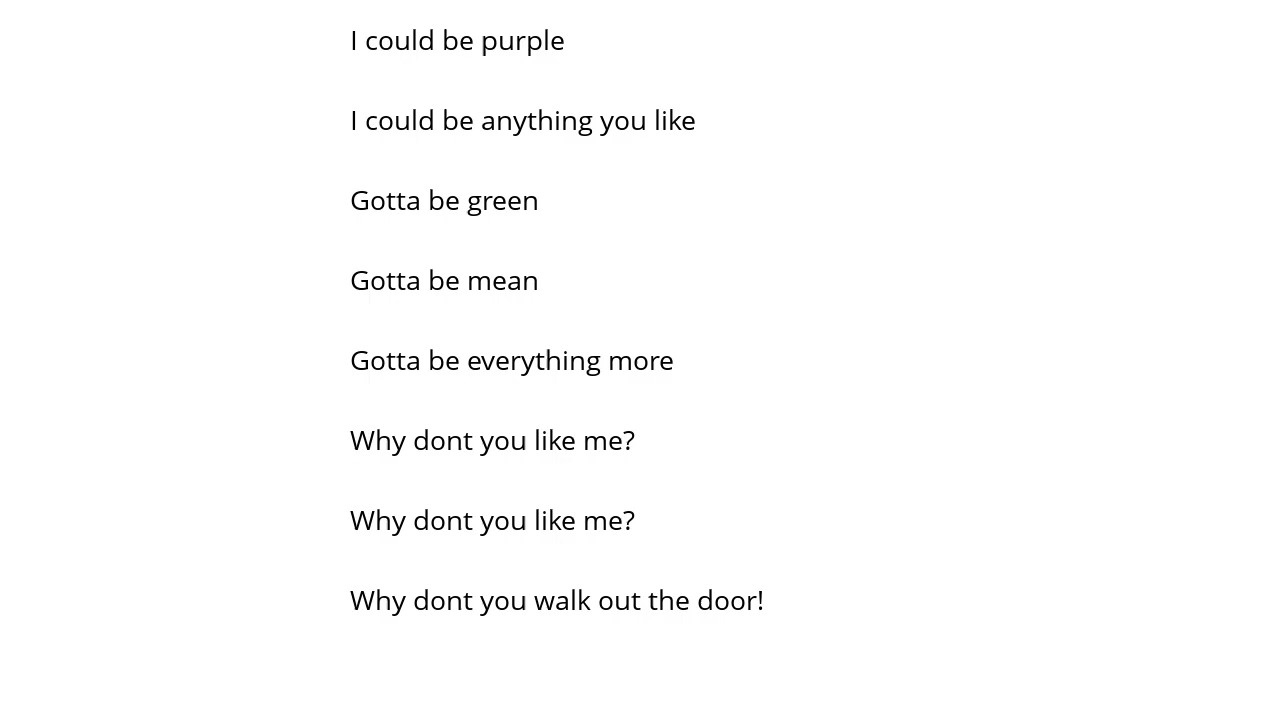 I could be purple
I could be anything you like
Gotta be green
Gotta be mean
Gotta be everything more
Why dont you like me?
Why dont you like me?
Why dont you walk out the door!